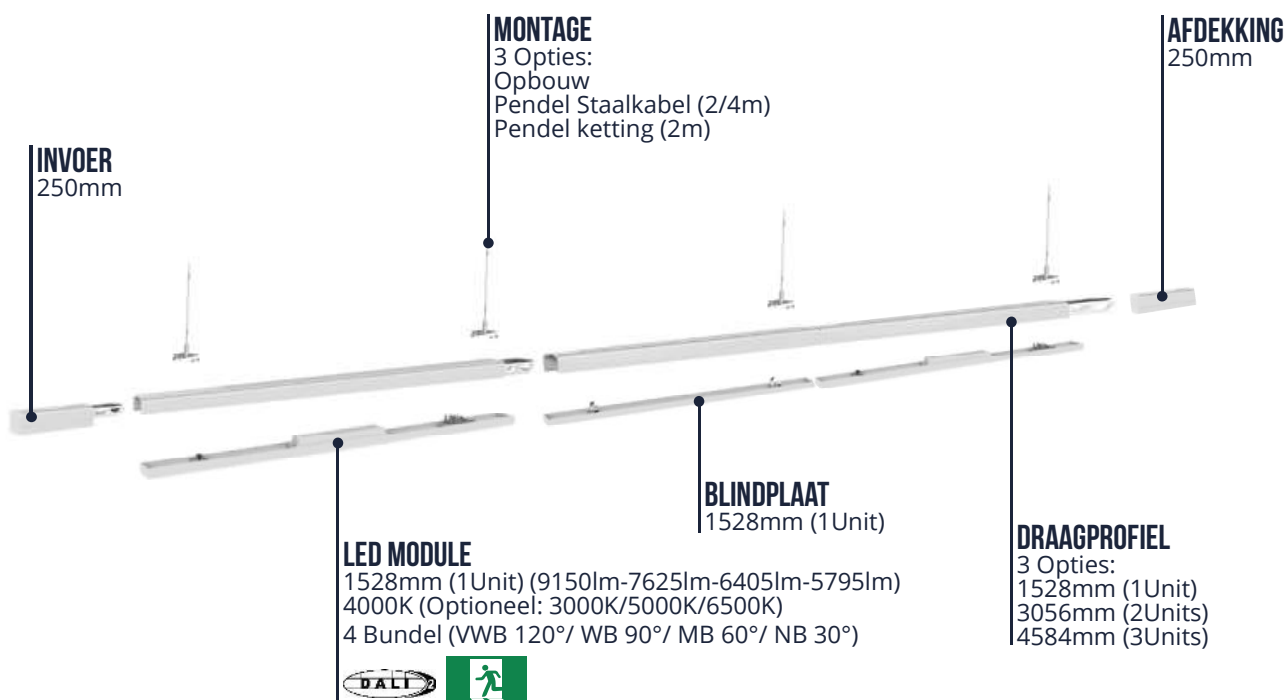 MONTAGE
3 Opties:
Opbouw
Pendel Staalkabel (2/4m)
Pendel ketting (2m)
AFDEKKING
250mm
INVOER
250mm
BLINDPLAAT
1528mm (1Unit)
LED MODULE
1528mm (1Unit) (9150lm-7625lm-6405lm-5795lm)
4000K (Optioneel: 3000K/5000K/6500K)
4 Bundel (VWB 120°/ WB 90°/ MB 60°/ NB 30°)
DALI 2
DRAAGPROFIEL
3 Opties:
1528mm (1Unit)
3056mm (2Units)
4584mm (3Units)